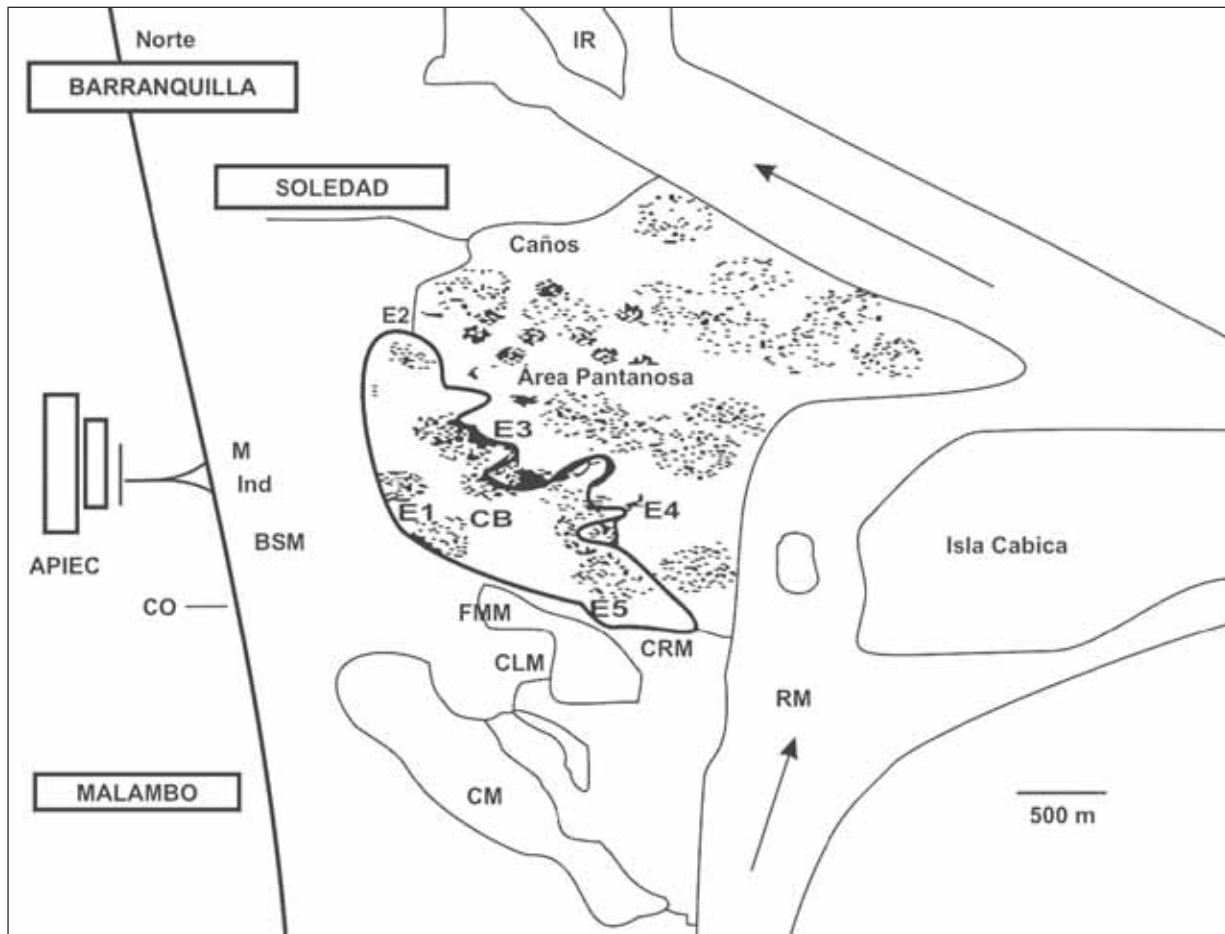 Norte
IR
BARRANQUILLA
SOLEDAD
Caños
E2
Área Pantanosa
E3
M
Ind
E1
CB
E4
BSM
Isla Cabica
APIEC
CO
FMM
E5
CRM
CLM
RM
MALAMBO
CM
500 m